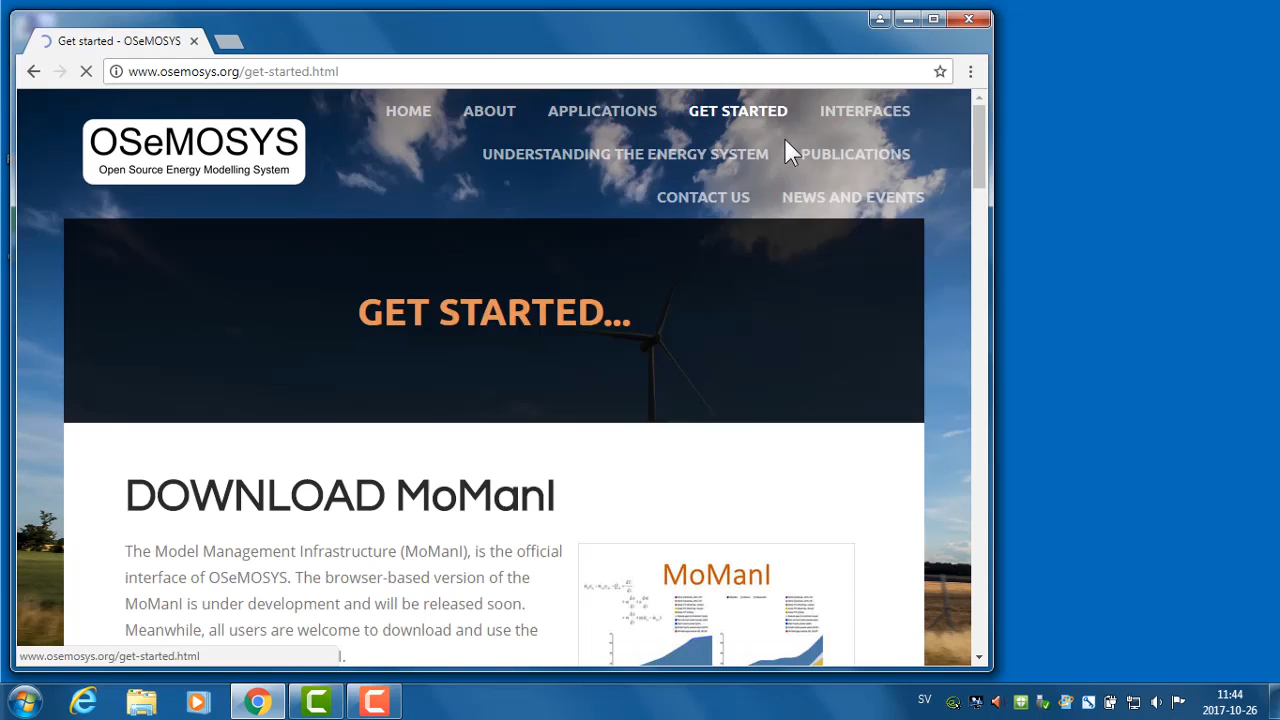 Get started - OSeMOSYS
www.osemosys.org/get-started.html
HOME ABOUT APPLICATIONS GET STARTED INTERFACES
OSeMOSYS
Open Source Energy Modelling System
UNDERSTANDING THE ENERGY SYSTEM PUBLICATIONS
CONTACT US NEWS AND EVENTS
GET STARTED...
DOWNLOAD MoManI
The Model Management Infrastructure (MoManI), is the official
interface of OSeMOSYS. The browser-based version of the
MoManI is under development and will be released soon.
Meanwhile, all users are welcome to download and use the
MoManI
www.osemosys.org/get-started.html
SV
11:44
2017-10-26